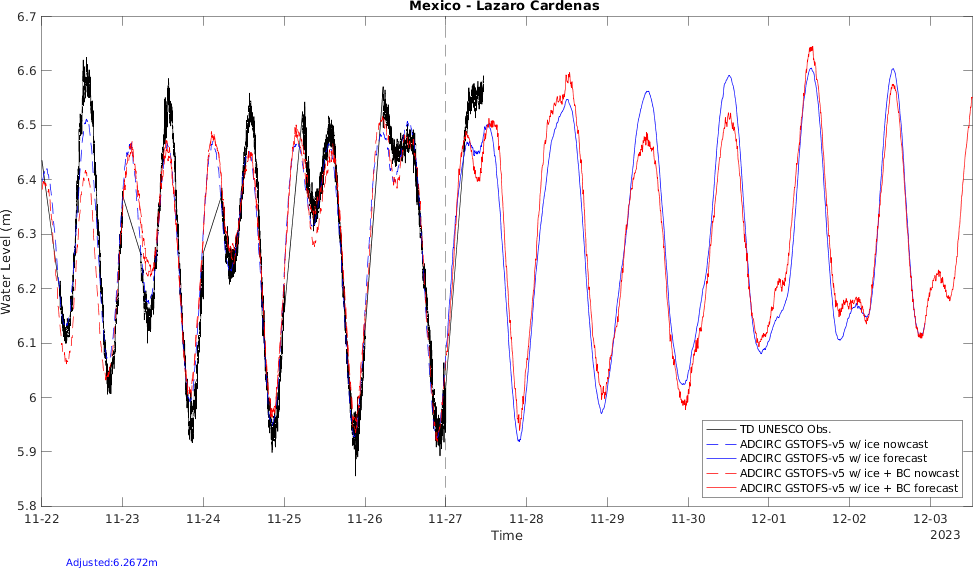 Mexico - Lazaro Cardenas
6.7
6.6
6.5
6.4
6.3
6.2
6.1
6
5.9
5.8
Water Level (m)
TD UNESCO Obs.
ADCIRC GSTOFS-v5 w/ ice nowcast
ADCIRC GSTOFS-v5 w/ ice forecast
ADCIRC GSTOFS-v5 w/ ice + BC nowcast
ADCIRC GSTOFS-v5 w/ ice + BC forecast
11-22 11-23 11-24 11-25 11-26 11-27 11-28 11-29 11-30 12-01 12-02 12-03
Time
2023
Adjusted:6.2672m